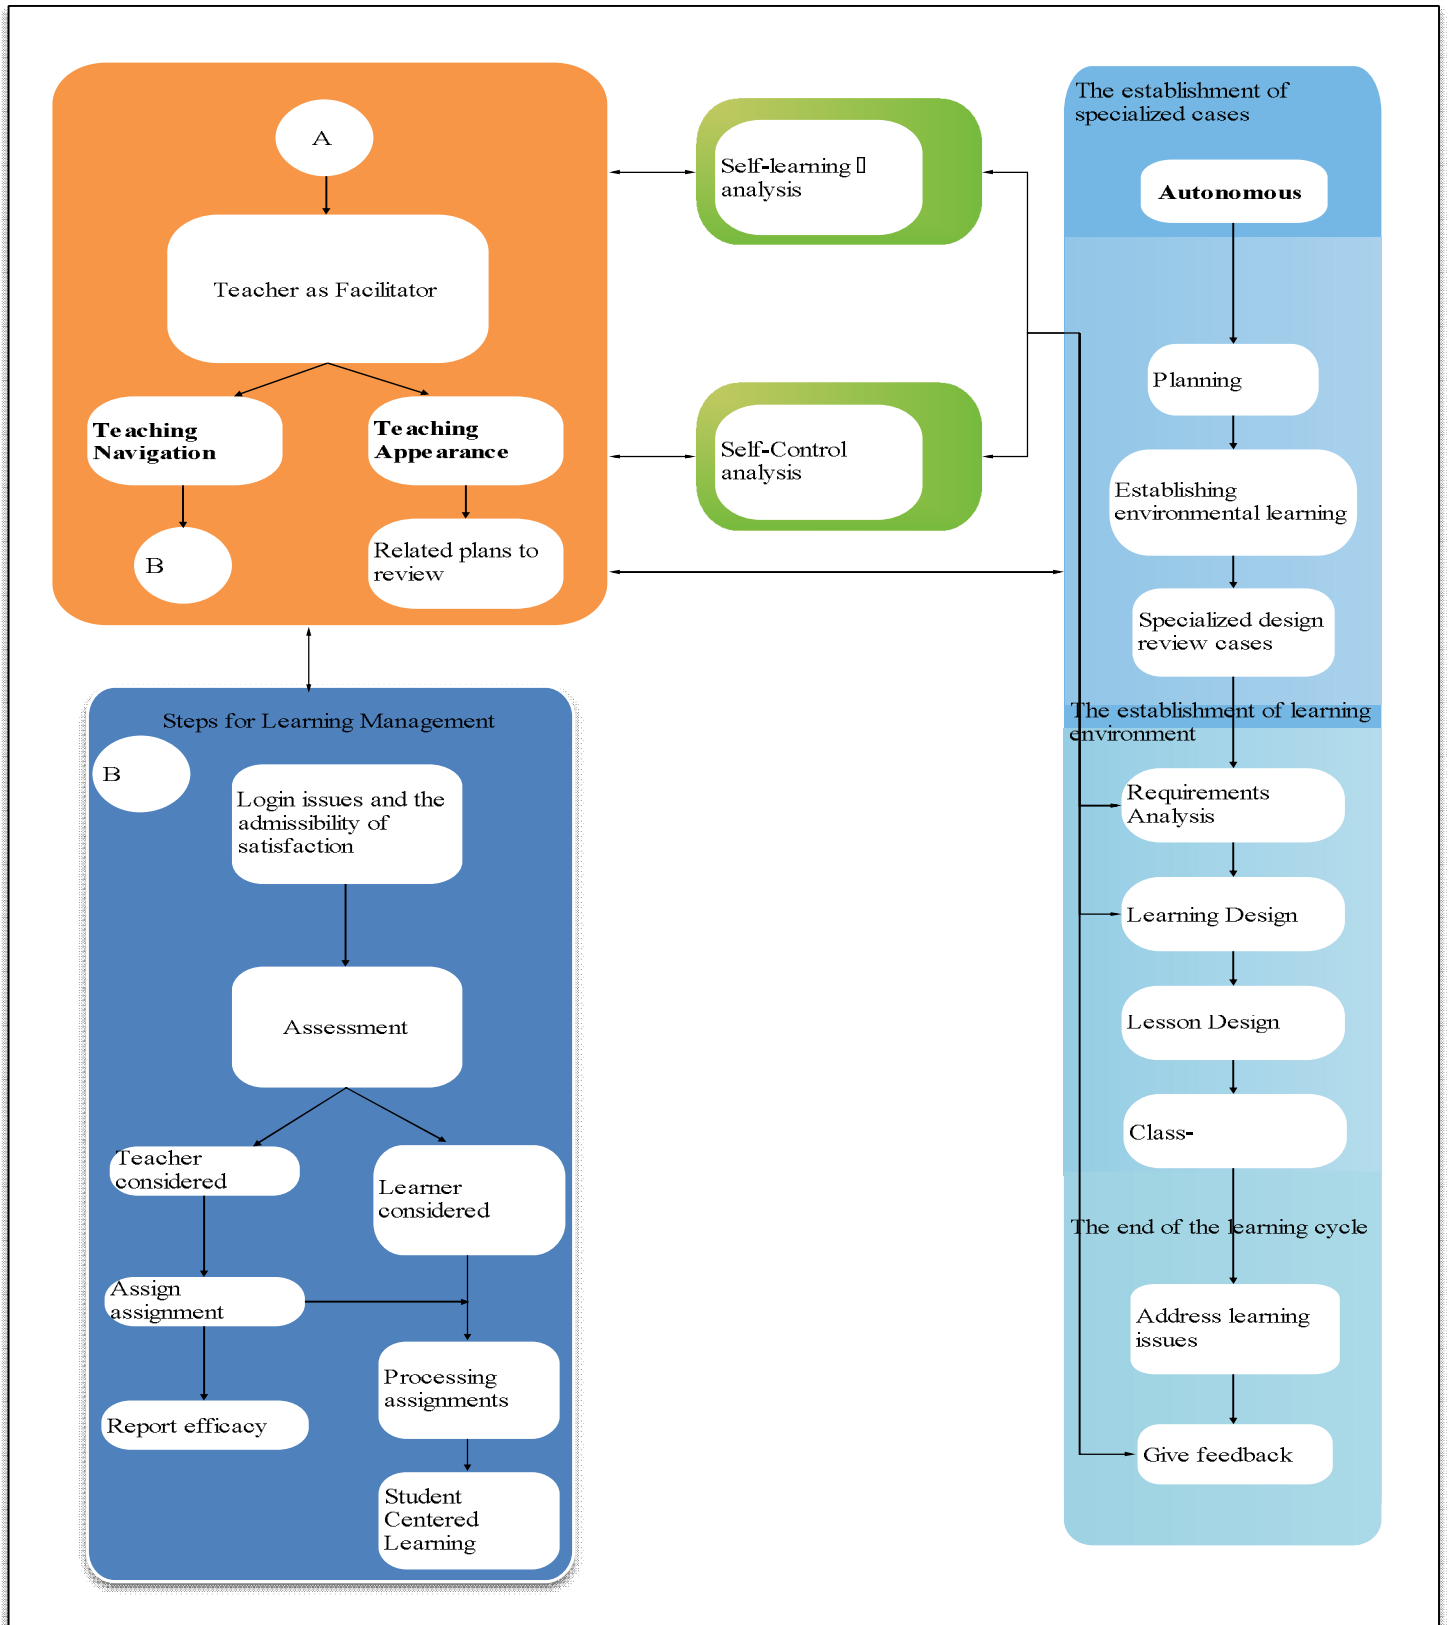 A
Teacher as Facilitator
Teaching
Navigation
Teaching
Appearance
B
Related plans to
review
Self-learning
analysis
Self-Control
analysis
The establishment of
specialized cases
Autonomous
Planning
Establishing
environmental learning
Specialized design
review cases
The establishment of learning
environment
Requirements
Analysis
Learning Design
Lesson Design
Class-
The end of the learning cycle
Address learning
issues
Give feedback
Steps for Learning Management
B
Login issues and the
admissibility of
satisfaction
Assessment
Teacher
considered
Learner
considered
Assign
assignment
Processing
assignments
Report efficacy
Student
Centered
Learning